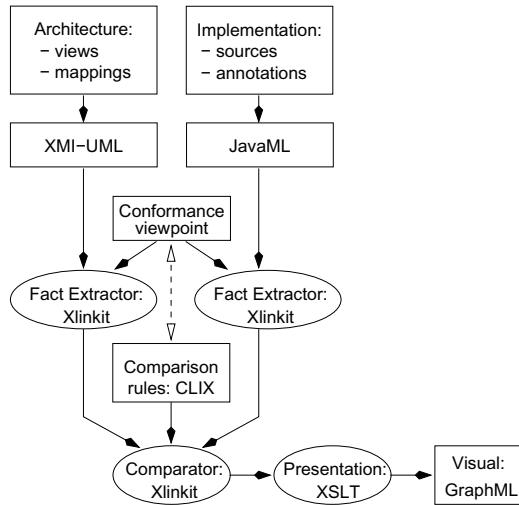 Architecture:
− views
− mappings
Implementation:
− sources
− annotations
XMI−UML
JavaML
Conformance
viewpoint
Fact Extractor:
Xlinkit
Fact Extractor:
Xlinkit
Comparison
rules: CLIX
Comparator:
Xlinkit
Presentation:
XSLT
Visual:
GraphML